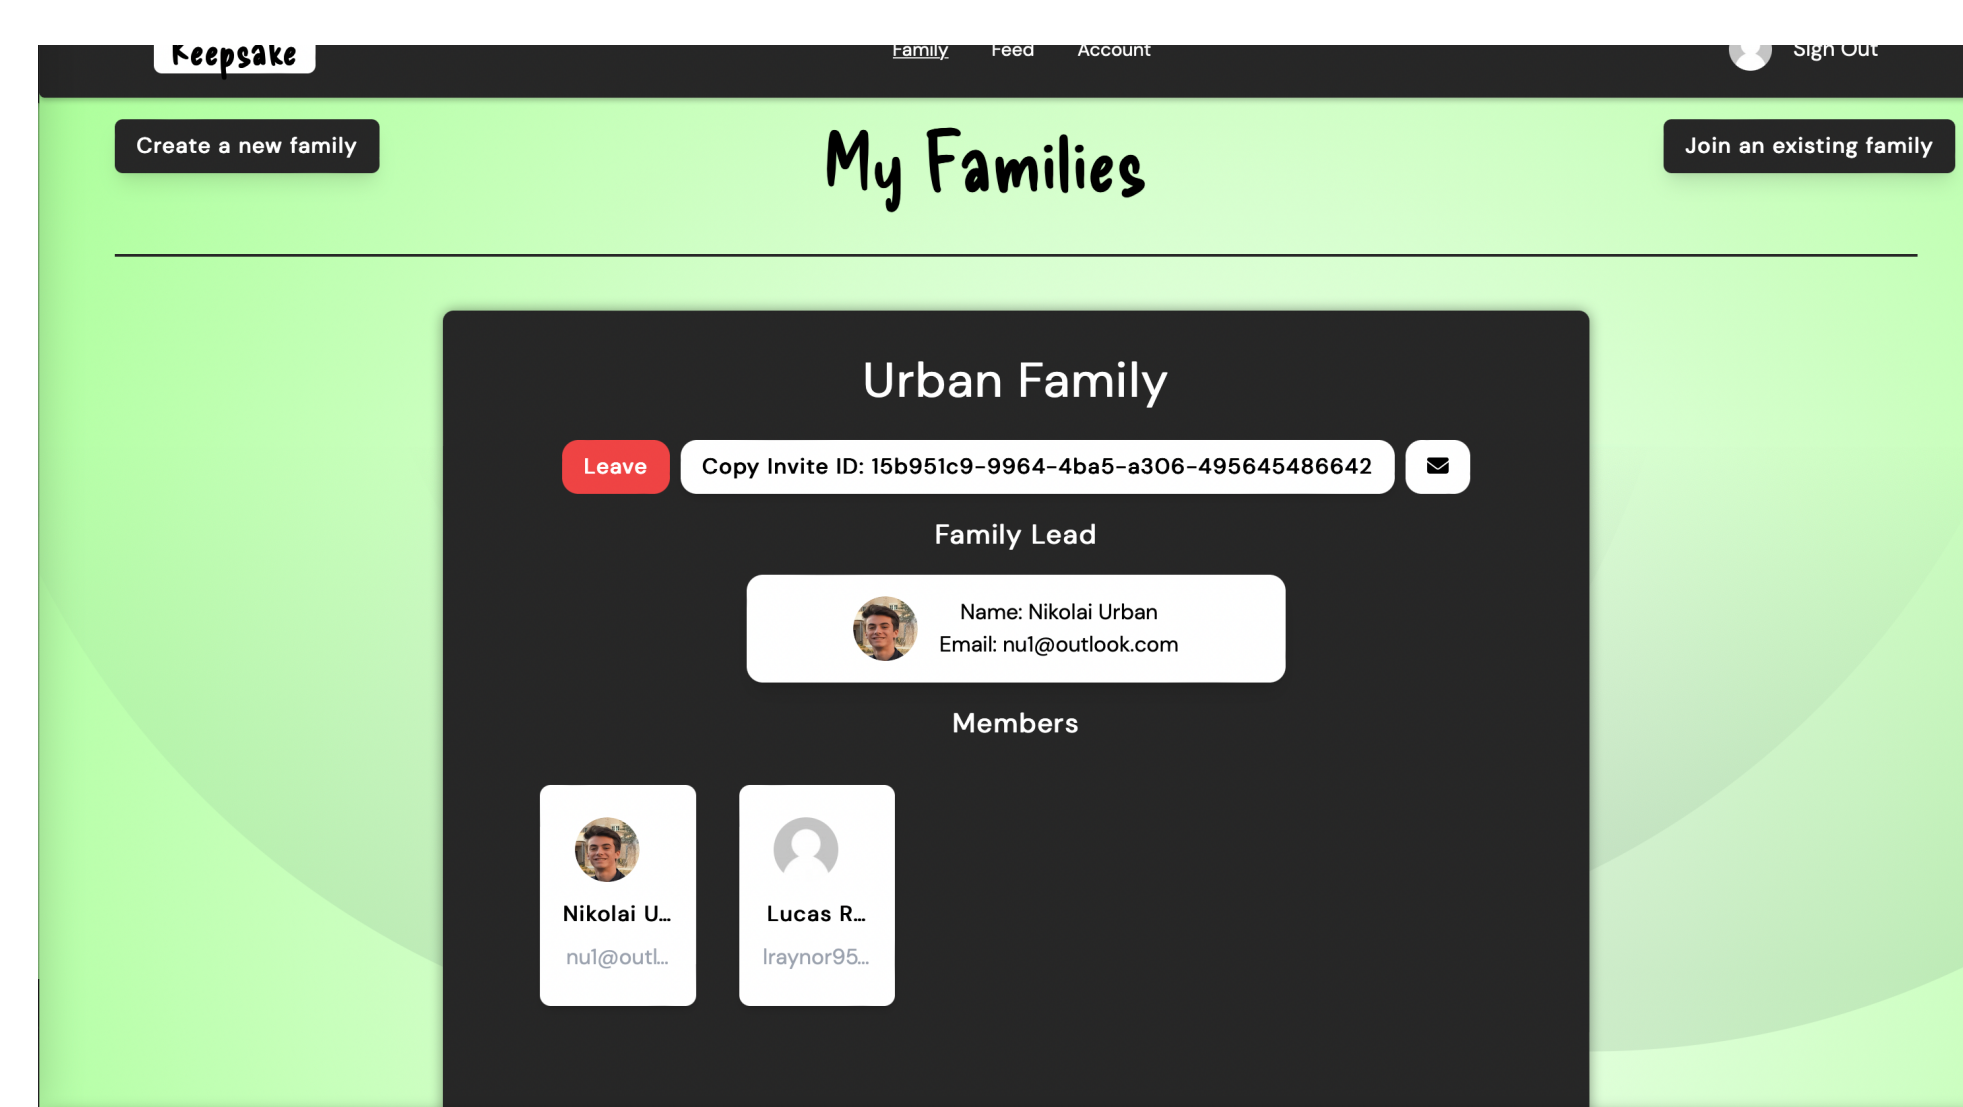 Keepsake
Family Feed Account
Sign Out
Create a new family
My Families
Join an existing family
Urban Family
Leave
Copy Invite ID: 15b951c9-9964-4ba5-a306-495645486642
Family Lead
Name: Nikolai Urban
Email: nu1@outlook.com
Members
Nikolai U...
nu1@outl...
Lucas R...
lraynor95...